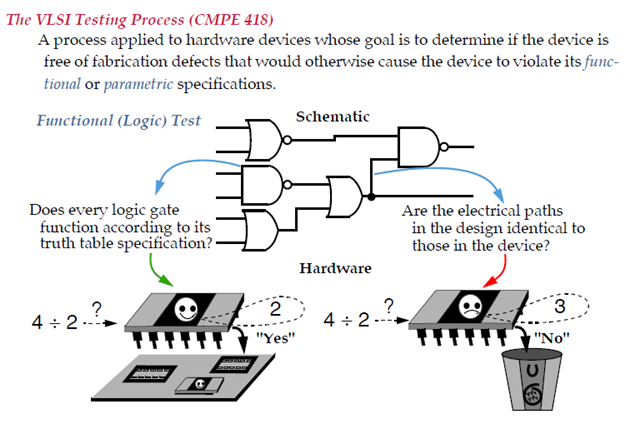 The VLSI Testing Process (CMPE 418)
A process applied to hardware devices whose goal is to determine if the device is
free of fabrication defects that would otherwise cause the device to violate its func-
tional or parametric specifications.
Functional (Logic) Test
Schematic
Does every logic gate
function according to its
truth table specification?
Are the electrical paths
in the design identical to
those in the device?
Hardware
4 ÷ 2
?
2
"Yes"
4 ÷ 2
?
3
"No"